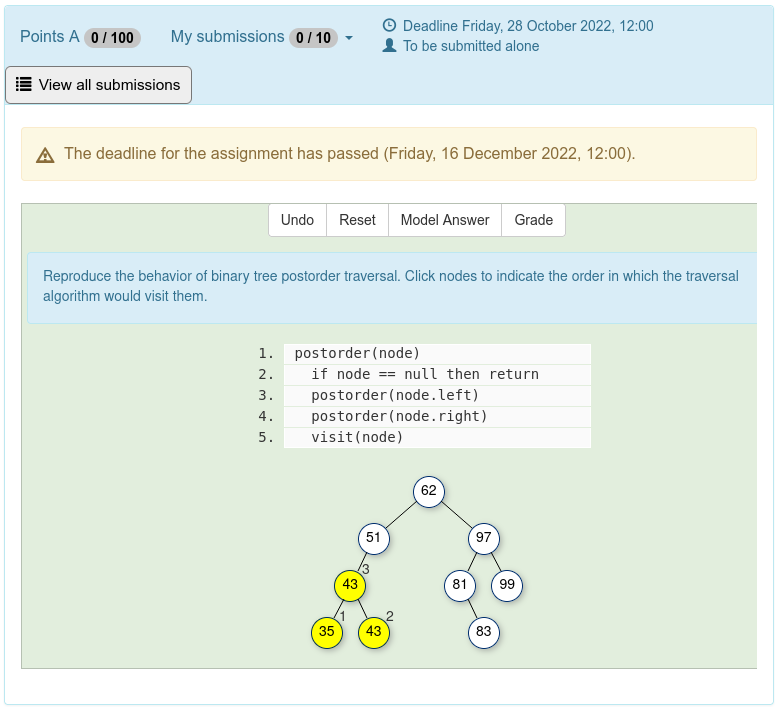 Points A 0 / 100 My submissions 0 / 10 Deadline Friday, 28 October 2022, 12:00
To be submitted alone
View all submissions
The deadline for the assignment has passed (Friday, 16 December 2022, 12:00).
Undo Reset Model Answer Grade
Reproduce the behavior of binary tree postorder traversal. Click nodes to indicate the order in which the traversal
algorithm would visit them.
1. postorder(node)
2. if node == null then return
3. postorder(node.left)
4. postorder(node.right)
5. visit(node)
62
51 97
3
43 81 99
1 2
35 43 83